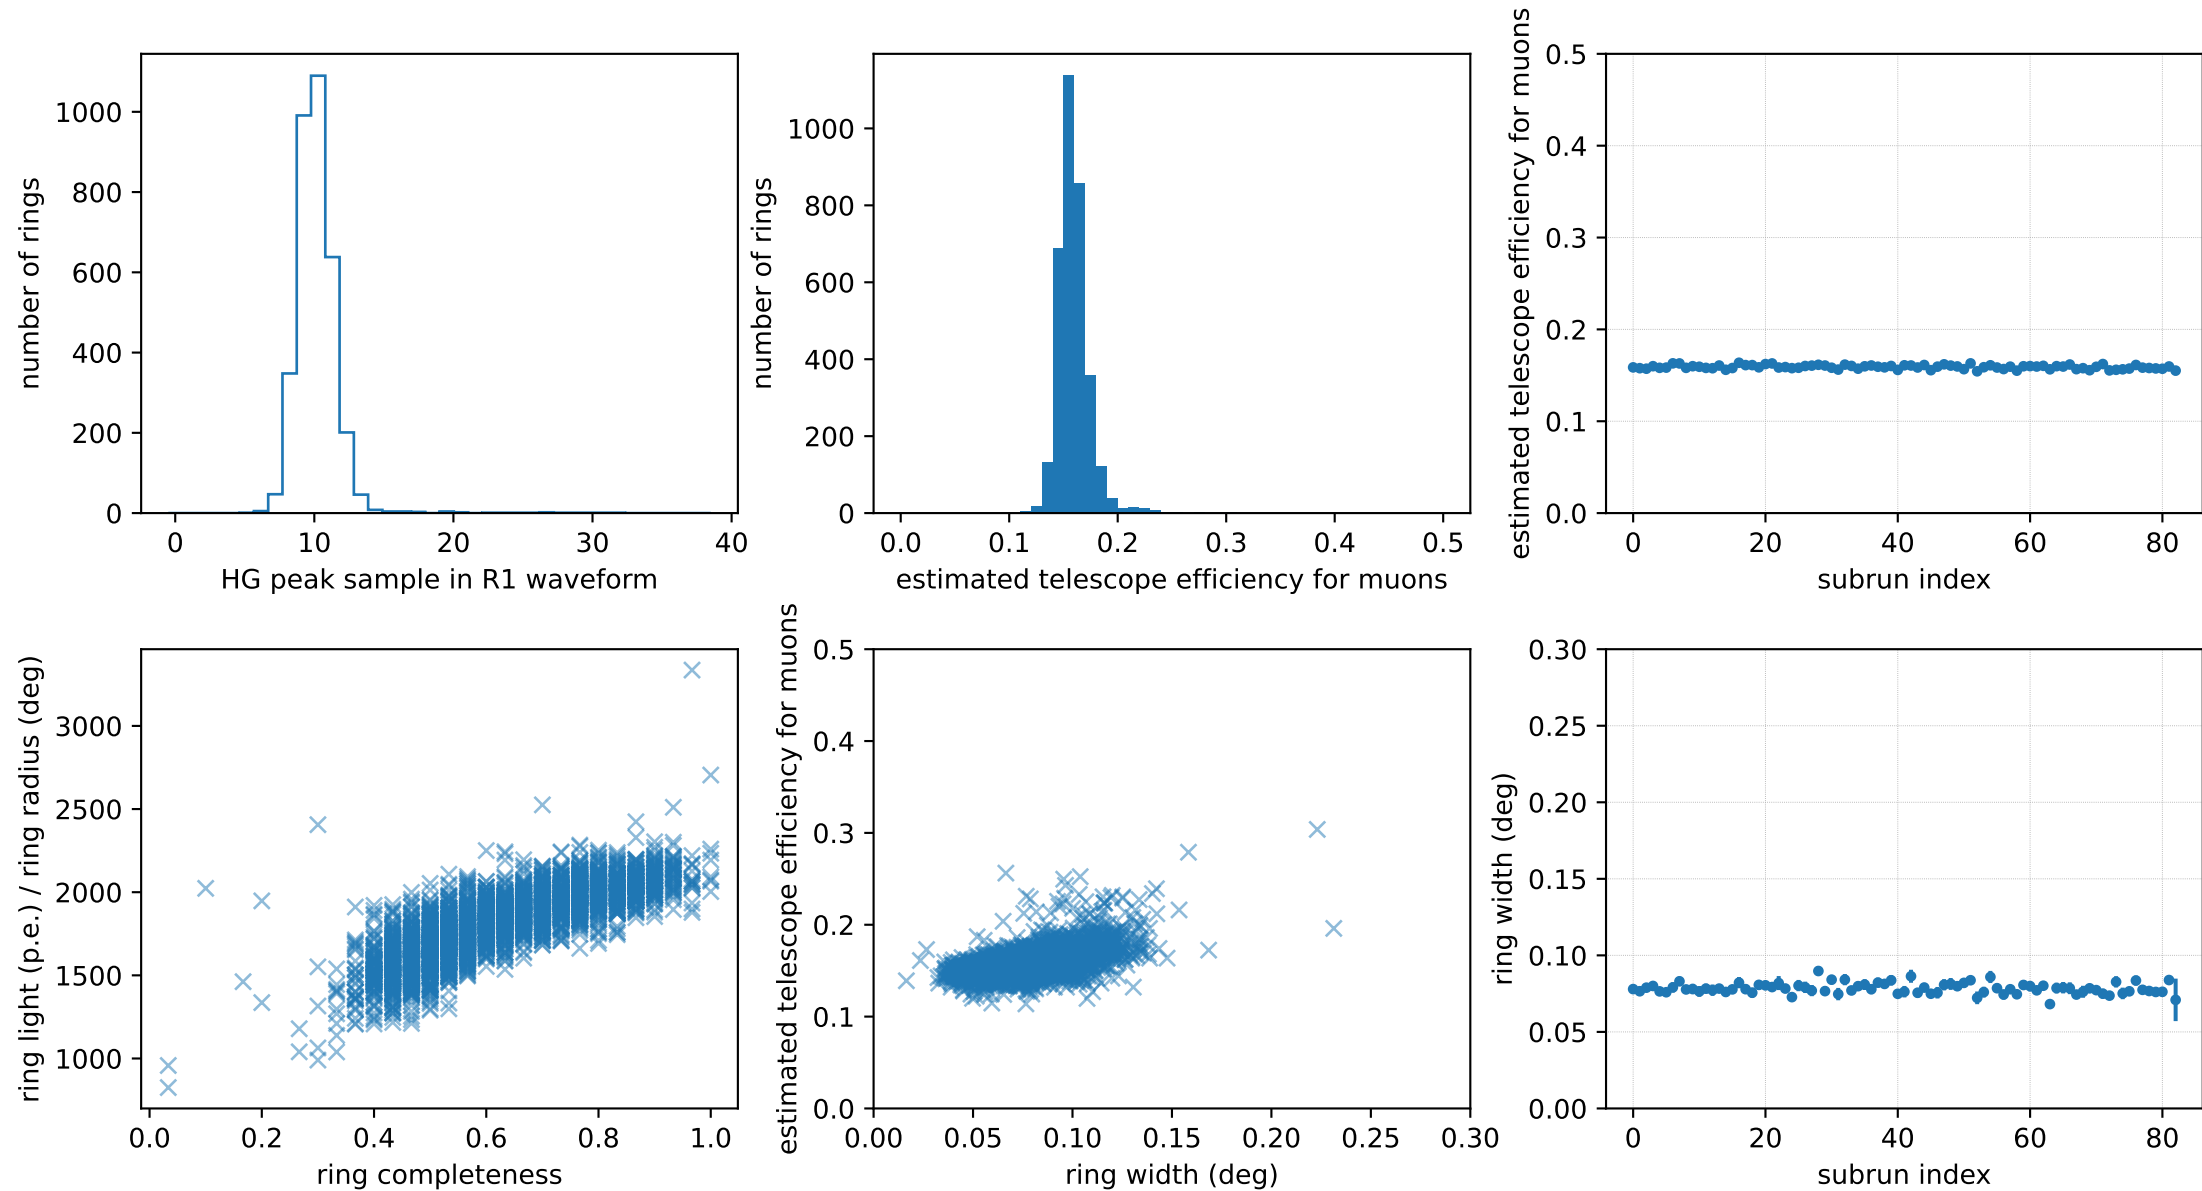 number of rings
1000
800
600
400
200
0
0 10 20 30 40
HG peak sample in R1 waveform
number of rings
1000
800
600
400
200
0
0.0 0.1 0.2 0.3 0.4 0.5
estimated telescope efficiency for muons
estimated telescope efficiency for muons
0.5
0.4
0.3
0.2
0.1
0.0
0 20 40 60 80
subrun index
ring light (p.e.) / ring radius (deg)
3000
2500
2000
1500
1000
0.0 0.2 0.4 0.6 0.8 1.0
ring completeness
estimated telescope efficiency for muons
0.5
0.4
0.3
0.2
0.1
0.0
0.00 0.05 0.10 0.15 0.20 0.25 0.30
ring width (deg)
ring width (deg)
0.30
0.25
0.20
0.15
0.10
0.05
0.00
0 20 40 60 80
subrun index